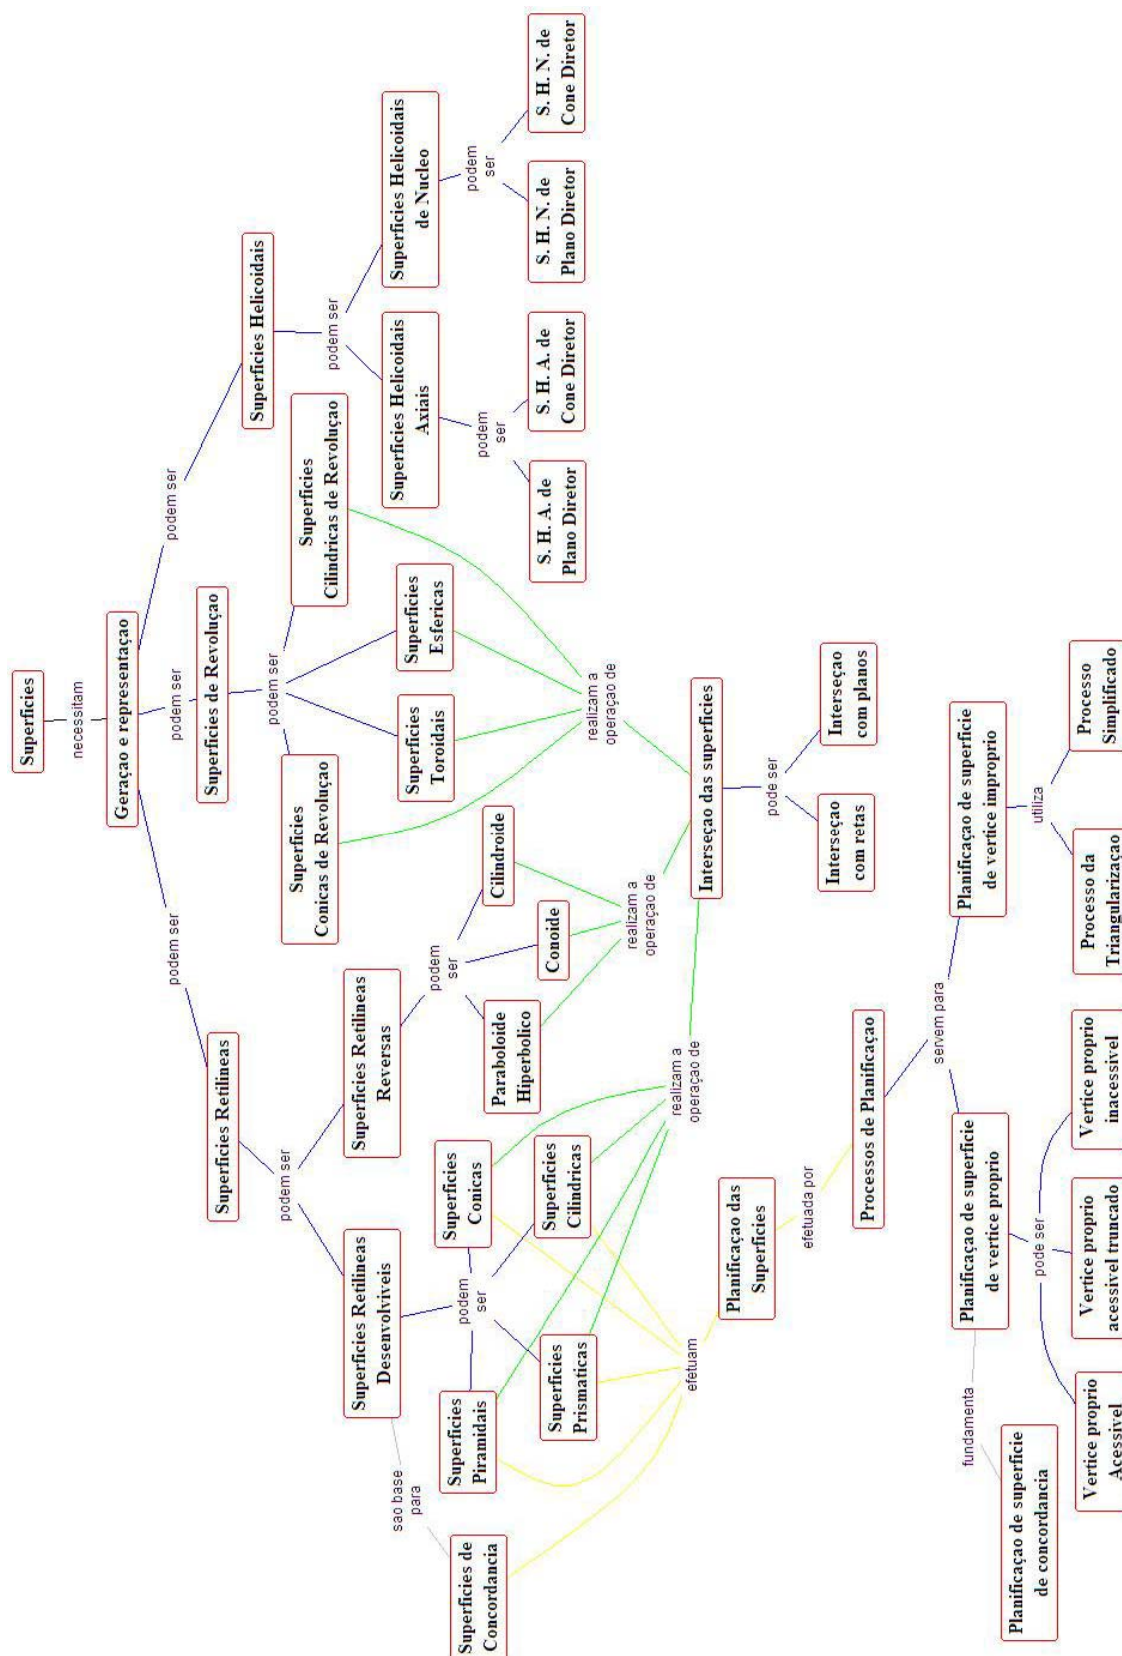 Superficies
necessitam
Geraçao e representaçao
podem ser
podem ser
podem ser
Superficies Retilineas
Superficies de Revoluçao
Superficies Helicoidais
podem ser
podem ser
podem ser
Superficies Retilineas
Desenvolviveis
Superficies Retilineas
Reversas
Superficies
Conicas de Revoluçao
Superficies
Toroidais
Superficies
Esfericas
Superficies
Cilindricas de Revoluçao
Superficies Helicoidais
Axiais
Superficies Helicoidais
de Nucleo
sao base
para
podem
ser
podem
ser
podem
ser
podem
ser
Superficies de
Concordancia
Superficies
Piramidais
Superficies
Conicas
Superficies
Prismaticas
Superficies
Cilindricas
Paraboloide
Hiperbolico
Conoide
Cilindroide
S. H. A. de
Plano Diretor
S. H. A. de
Cone Diretor
S. H. N. de
Plano Diretor
S. H. N. de
Cone Diretor
efetuam
realizam a
operaçao de
realizam a
operaçao de
realizam a
operaçao de
Planificaçao das
Superficies
Interseçao das superficies
efetuada por
pode ser
Interseçao
com retas
Interseçao
com planos
Processos de Planificaçao
servem para
Planificaçao de superficie
de vertice proprio
Planificaçao de superficie
de vertice improprio
fundamenta
pode ser
utiliza
Planificaçao de superficie
de concordancia
Vertice proprio
Acessivel
Vertice proprio
acessivel truncado
Vertice proprio
inacessivel
Processo da
Triangularizaçao
Processo
Simplificado